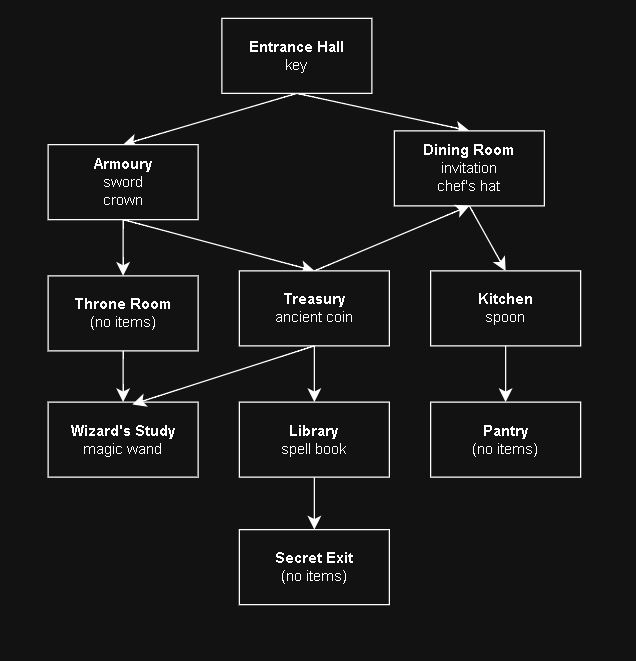 Entrance Hall
key
Armoury
sword
crown
Dining Room
invitation
chef's hat
Throne Room
(no items)
Treasury
ancient coin
Kitchen
spoon
Wizard's Study
magic wand
Library
spell book
Pantry
(no items)
Secret Exit
(no items)